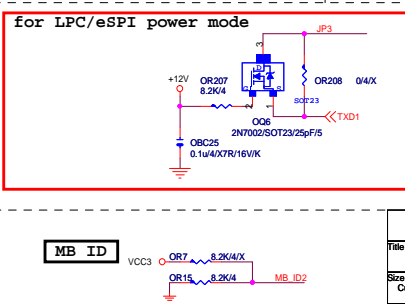 for LPC/eSPI power mode
JP3
3
+12V
OR207
8.2K/4
D
G
S
OR208 0/4/X
SOT23
2
1
OQ6
2N7002/SOT23/25pF/5
TXD1
OBC25
0.1u/4/X7R/16V/K
MB ID
VCC3
OR7 8.2K/4/X
OR15 8.2K/4
MB_ID2
Title
Size